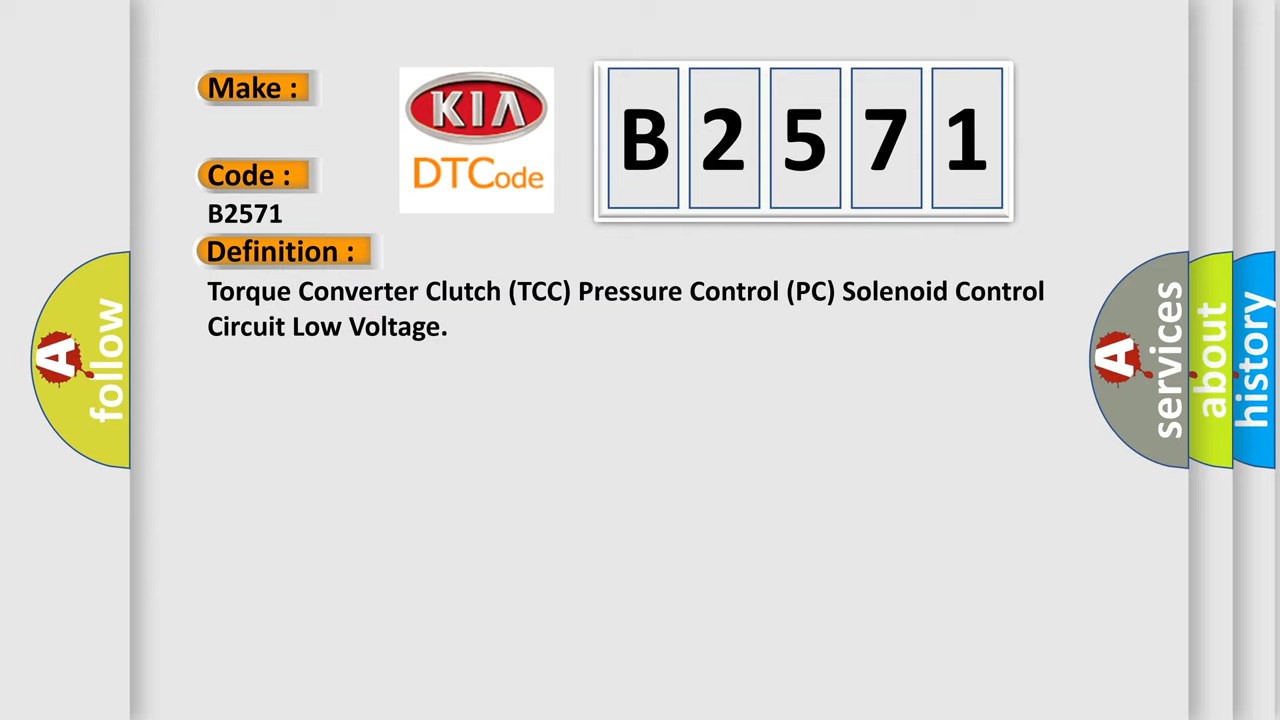 Make :
KIA
DTCode
B2571
Code :
B2571
Definition :
Torque Converter Clutch (TCC) Pressure Control (PC) Solenoid Control
Circuit Low Voltage.
A follow
A services
about
history